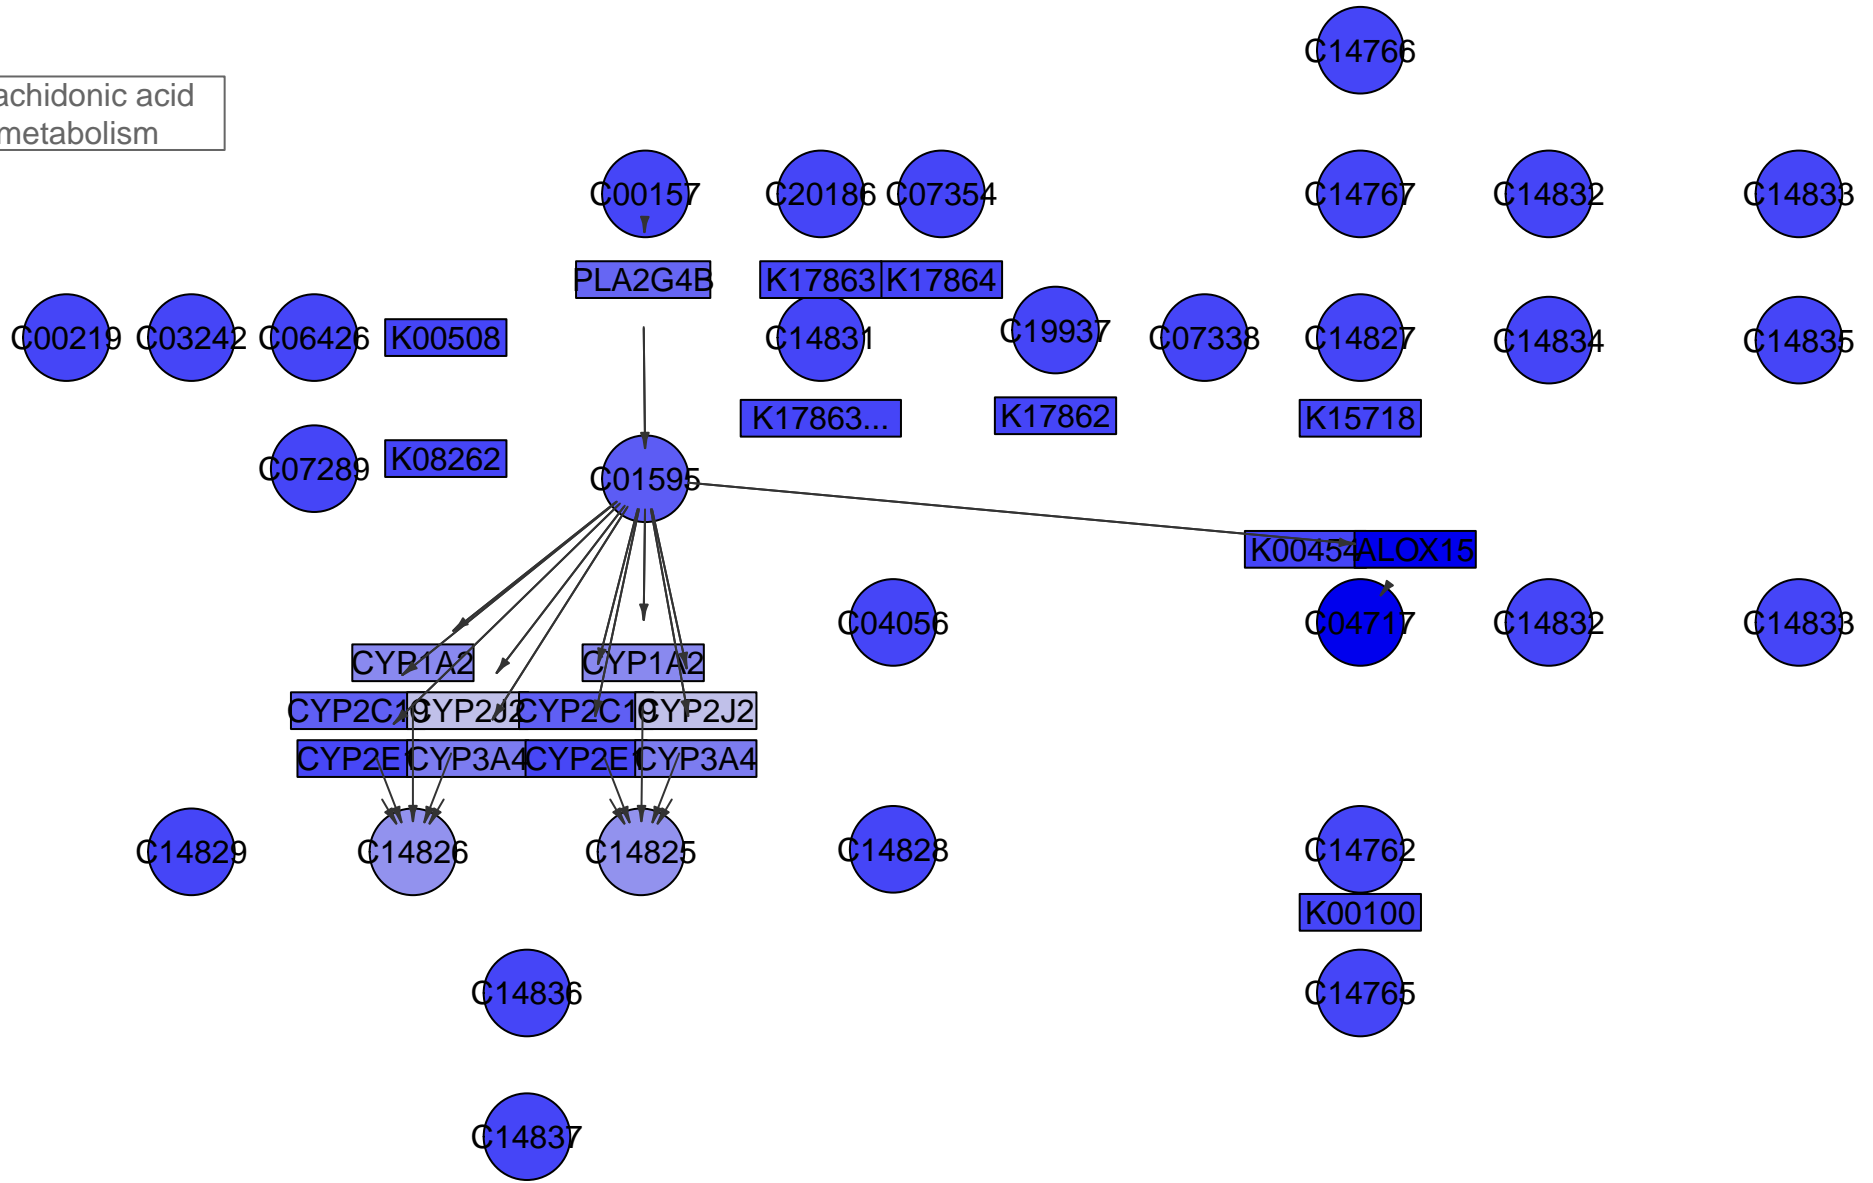 C14766
achidonic acid
metabolism
C00157
C20186
C07354
C14767
C14832
C14833
PLA2G4B
K17863
K17864
C00219
C03242
C06426
K00508
C14831
C19937
C07338
C14827
C14834
C14835
K17863...
K17862
K15718
C07289
K08262
C01595
K00454
ALOX15
C04056
C04717
C14832
C14833
CYP1A2
CYP1A2
CYP2C19
CYP2J2
CYP2C19
CYP2J2
CYP2E1
CYP3A4
CYP2E1
CYP3A4
C14829
C14826
C14825
C14828
C14762
K00100
C14836
C14765
C14837